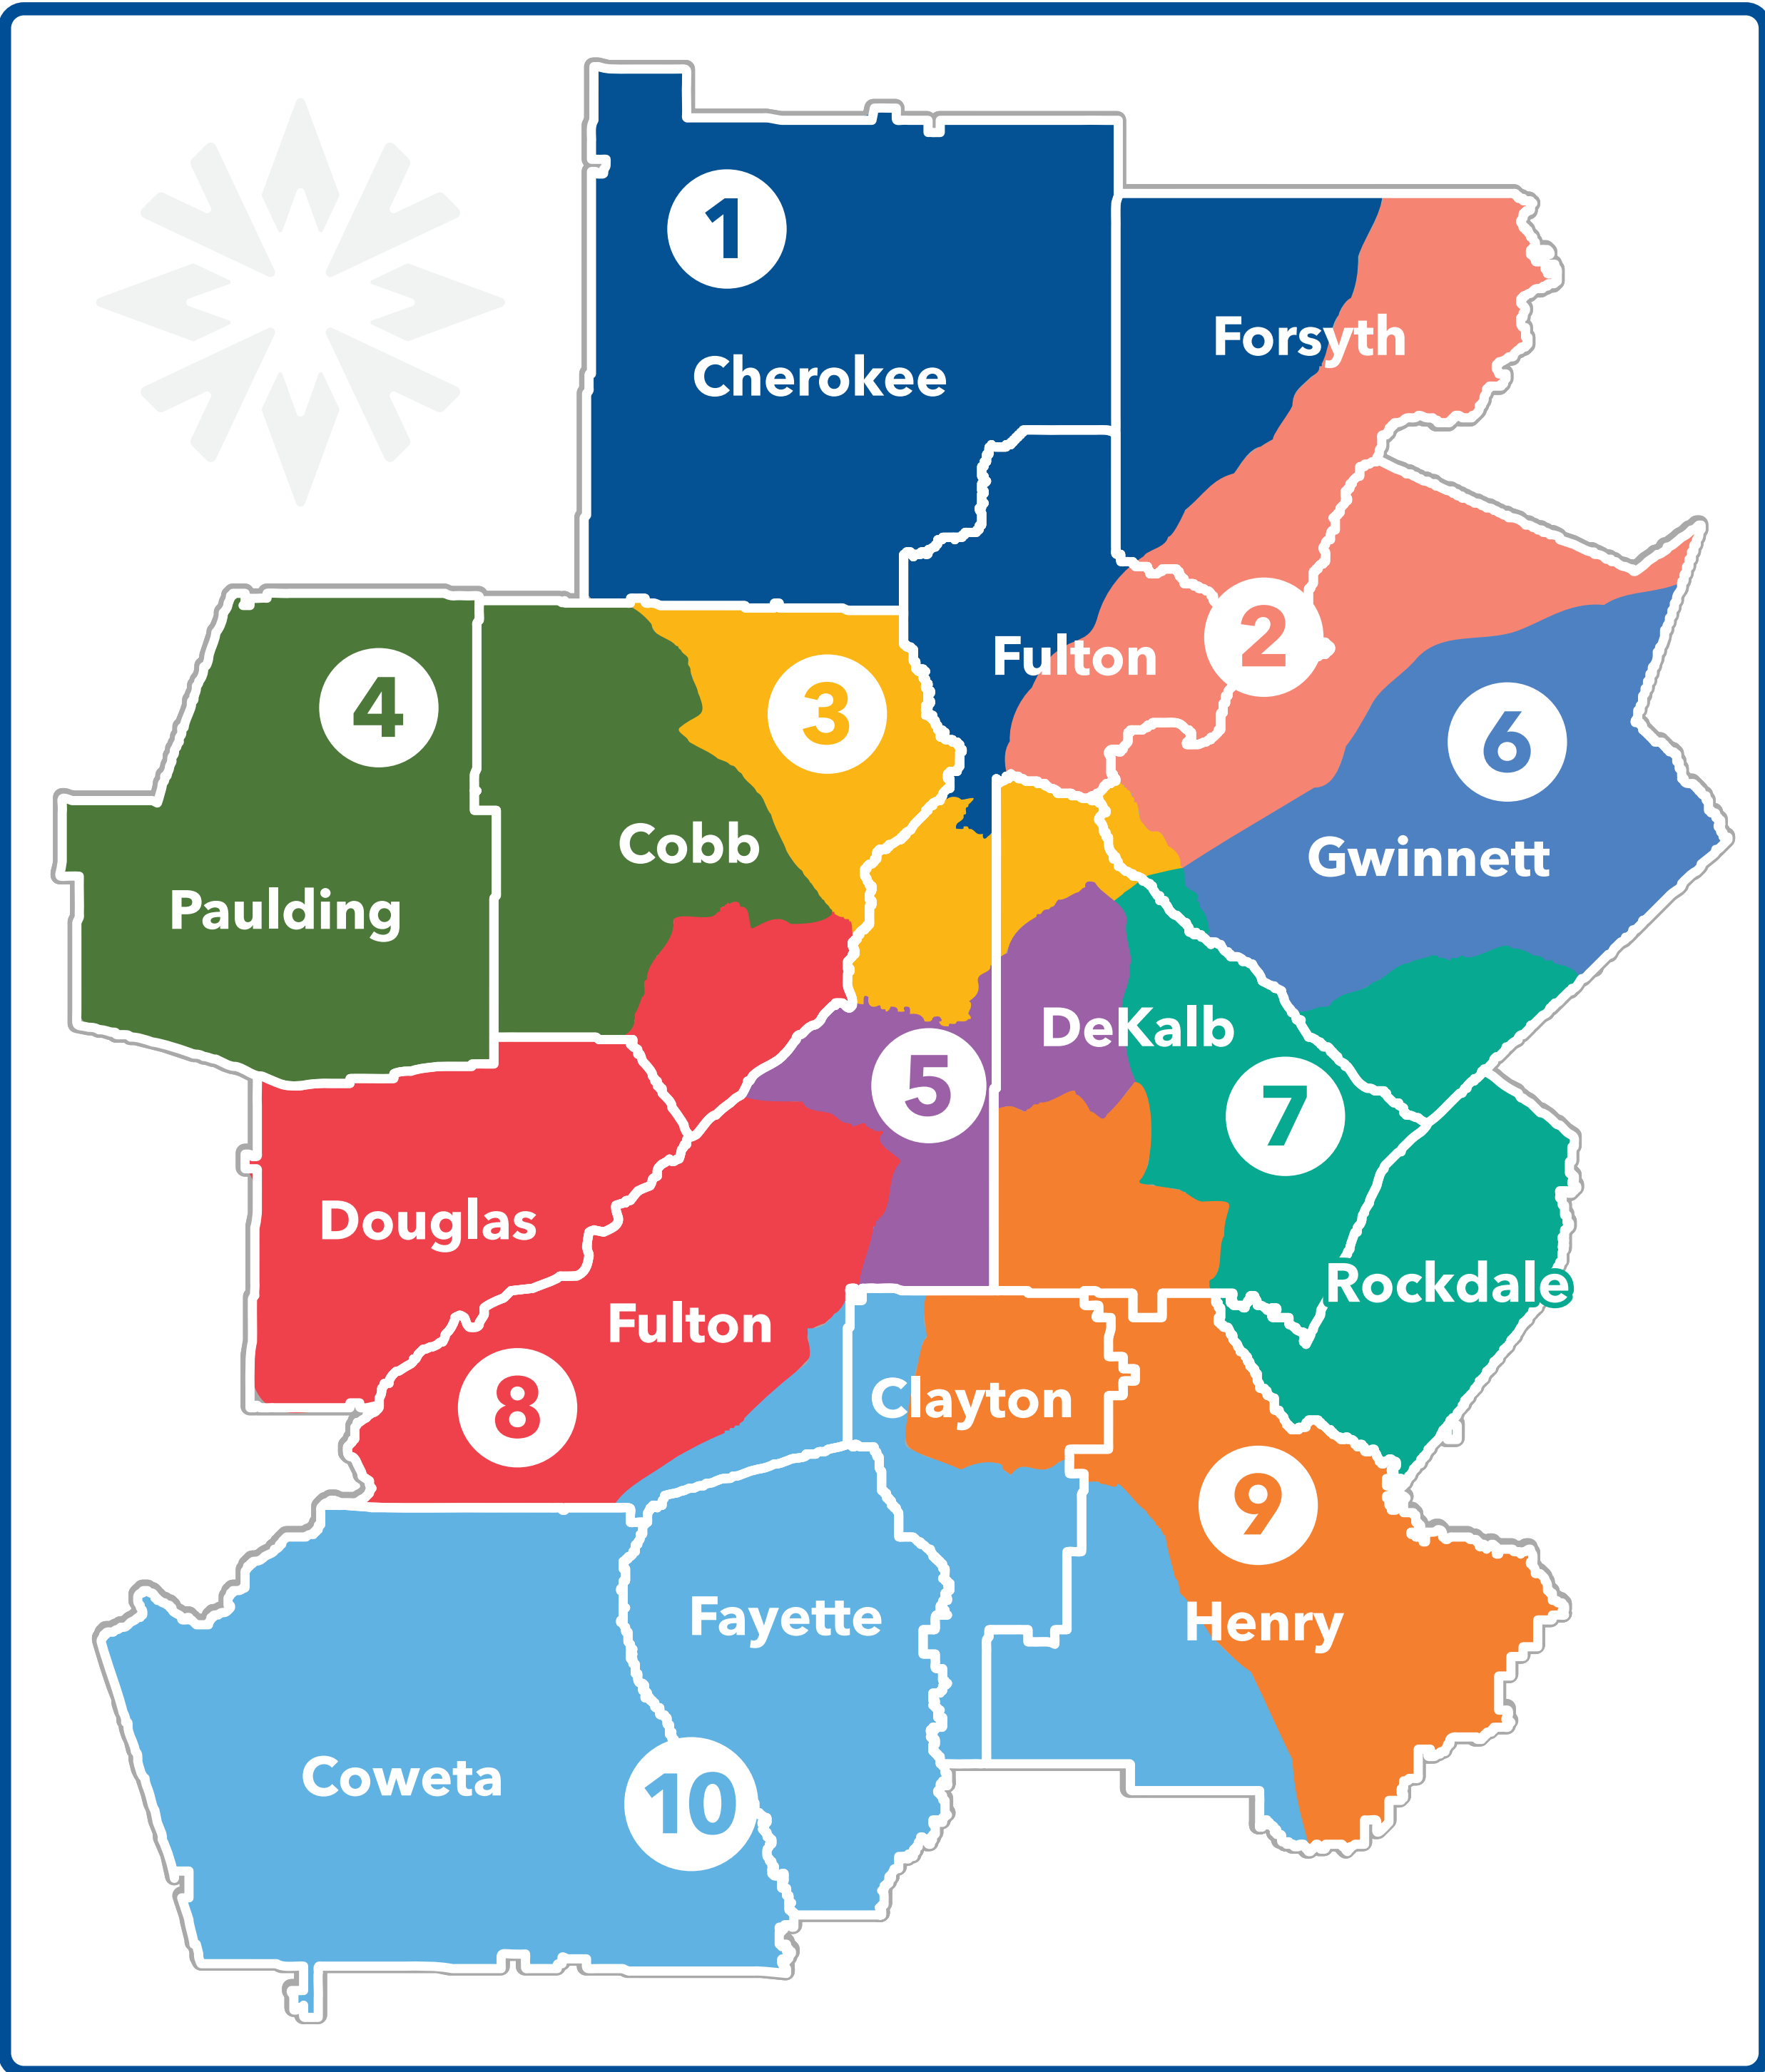 1
Forsyth
Cherokee
2
Fulton
4
3
6
Cobb
Gwinnett
Paulding
DeKalb
5
7
Douglas
Rockdale
Fulton
8
Clayton
9
Fayette
Henry
Coweta
10